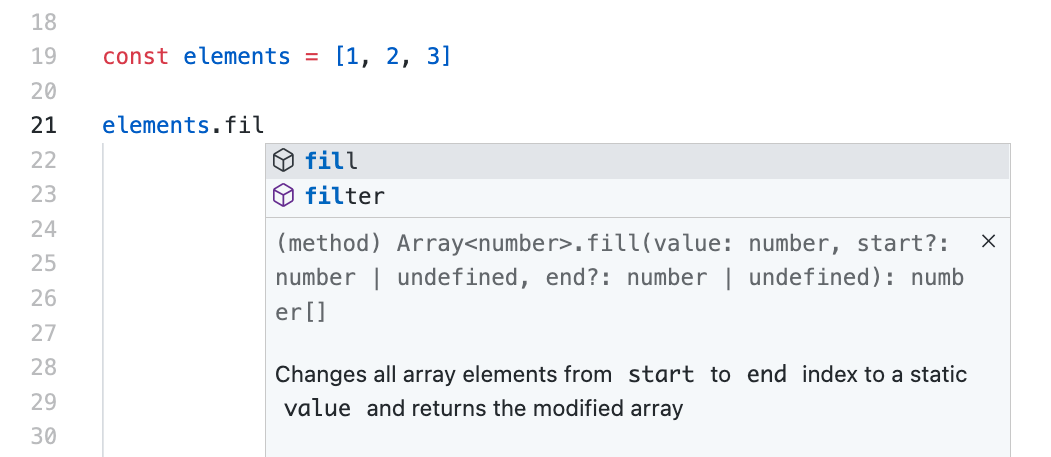 18
19 const elements = [1, 2, 3]
20
21 elements.fil
22 fill
23 filter
24 (method) Array<number>.fill(value: number, start?:
25 number | undefined, end?: number | undefined): numb
26 er[]
27
28 Changes all array elements from start to end index to a static
29 value and returns the modified array
30